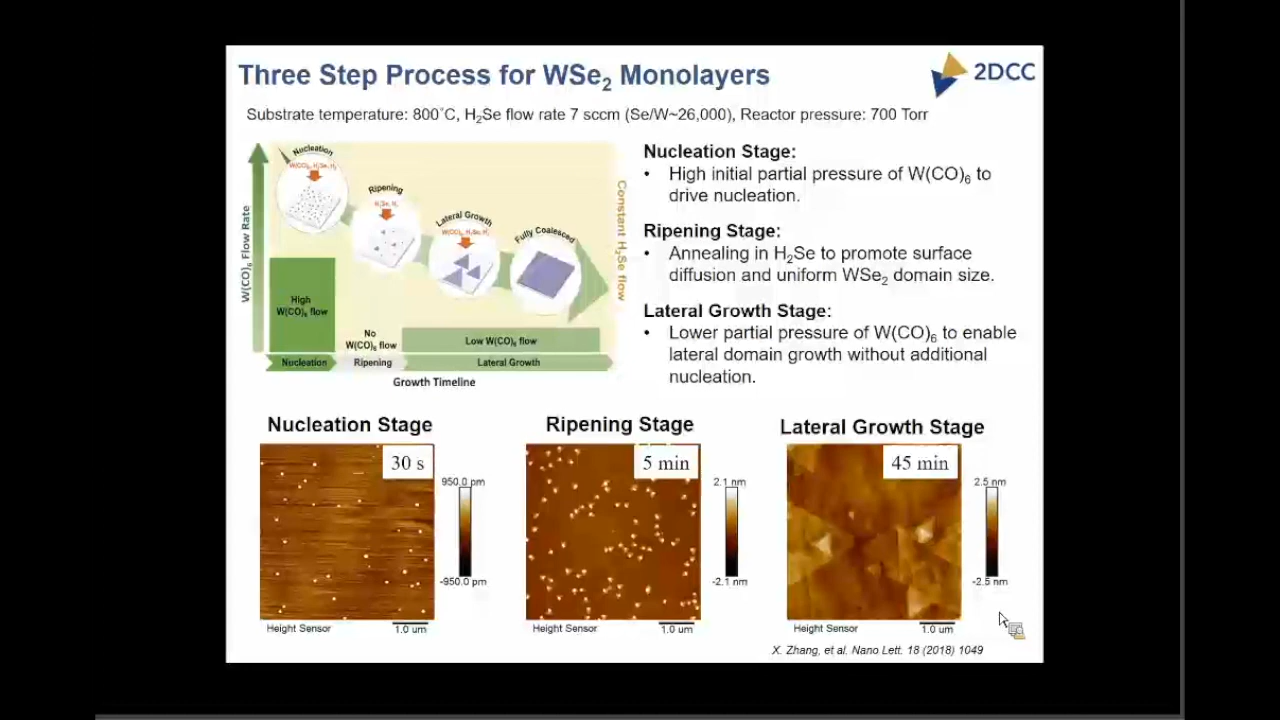 Three Step Process for WSe2 Monolayers
2DCC
Substrate temperature: 800°C, H2Se flow rate 7 sccm (Se/W~26,000), Reactor pressure: 700 Torr
W(CO)6 Flow Rate
Nucleation
W(CO)6, H2Se, H2
Ripening
H2Se, H2
Lateral Growth
W(CO)6, H2Se, H2
Fully Coalesced
Constant H2Se flow
High
W(CO)6 flow
No
W(CO)6 flow
Low W(CO)6 flow
Nucleation
Ripening
Lateral Growth
Growth Timeline
Nucleation Stage:
• High initial partial pressure of W(CO)6 to
drive nucleation.
Ripening Stage:
• Annealing in H2Se to promote surface
diffusion and uniform WSe2 domain size.
Lateral Growth Stage:
• Lower partial pressure of W(CO)6 to enable
lateral domain growth without additional
nucleation.
Nucleation Stage
30 s
950.0 pm
-950.0 pm
Height Sensor
1.0 um
Ripening Stage
5 min
2.1 nm
-2.1 nm
Height Sensor
1.0 um
Lateral Growth Stage
45 min
2.5 nm
-2.5 nm
Height Sensor
1.0 um
X. Zhang, et al. Nano Lett. 18 (2018) 1049